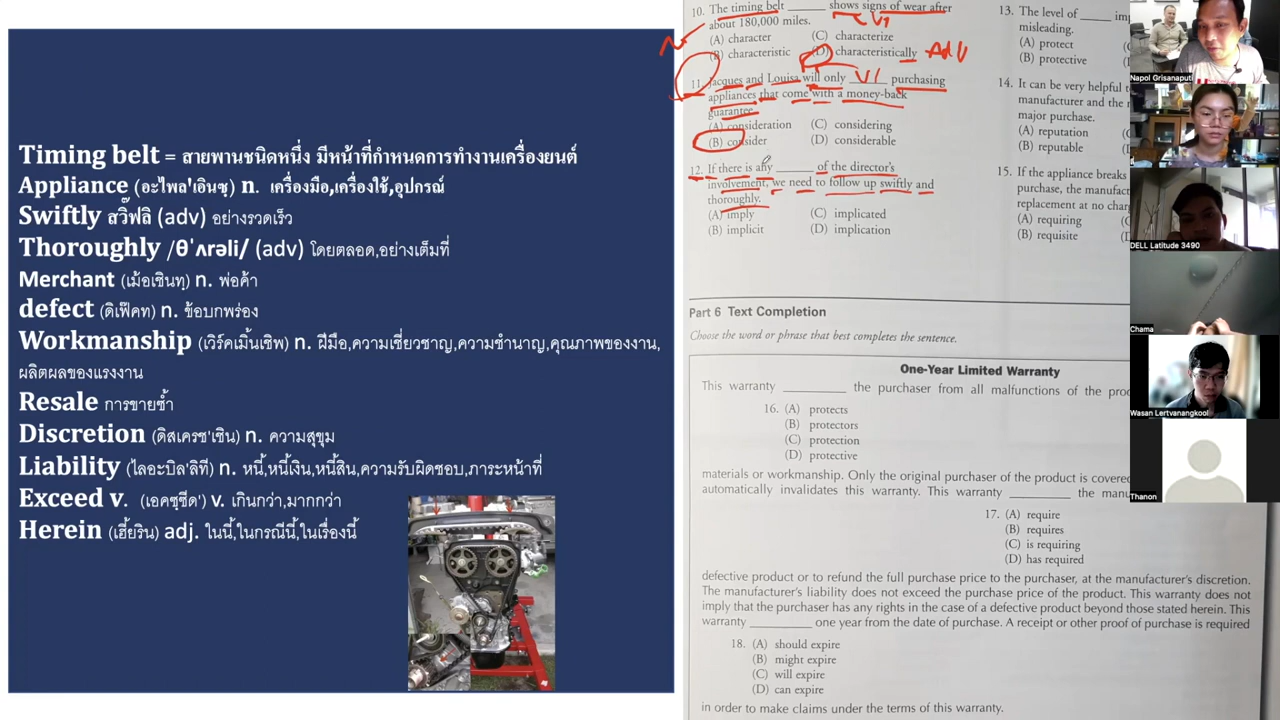 Timing belt = สายพานชนิดหนึ่ง มีหน้าที่กำหนดการทำงานเครื่องยนต์
Appliance (อะไพล'เอินซฺ) n. เครื่องมือ,เครื่องใช้,อุปกรณ์
Swiftly สวิ๊ฟลิ (adv) อย่างรวดเร็ว
Thoroughly /θˈʌrəli/ (adv) โดยตลอด,อย่างเต็มที่
Merchant (เม้อเชินทฺ) n. พ่อค้า
defect (ดิเฟ๊คท) n. ข้อบกพร่อง
Workmanship (เวิร์คเมิ้นเชิพ) n. ฝีมือ,ความเชี่ยวชาญ,ความชำนาญ,คุณภาพของงาน,
ผลิตผลของแรงงาน
Resale การขายซ้ำ
Discretion (ดิสเครช'เชิน) n. ความสุขุม
Liability (ไลอะบิล'ลิที) n. หนี้,หนี้เงิน,หนี้สิน,ความรับผิดชอบ,ภาระหน้าที่
Exceed v. (เอคซฺซีด') v. เกินกว่า,มากกว่า
Herein (เฮี้ยริน) adj. ในนี้,ในกรณีนี้,ในเรื่องนี้
10. The timing belt ______ shows signs of wear after
about 180,000 miles.
(A) character (C) characterize
(B) characteristic (D) characteristically
N
V1
Adv
11. Jacques and Louisa will only ______ purchasing
appliances that come with a money-back
guarantee.
(A) consideration (C) considering
(B) consider (D) considerable
V1
12. If there is any ______ of the director's
involvement, we need to follow up swiftly and
thoroughly.
(A) imply (C) implicated
(B) implicit (D) implication
13. The level of _____ im
misleading.
(A) protect (
(B) protective (
14. It can be very helpful t
manufacturer and the
major purchase.
(A) reputation (
(B) reputable (
15. If the appliance breaks
purchase, the manufact
replacement at no char
(A) requiring (
(B) requisite (
Part 6 Text Completion
Choose the word or phrase that best completes the sentence.
One-Year Limited Warranty
This warranty __________ the purchaser from all malfunctions of the prod
16. (A) protects
(B) protectors
(C) protection
(D) protective
materials or workmanship. Only the original purchaser of the product is covered
automatically invalidates this warranty. This warranty __________ the manu
17. (A) require
(B) requires
(C) is requiring
(D) has required
defective product or to refund the full purchase price to the purchaser, at the manufacturer's discretion.
The manufacturer's liability does not exceed the purchase price of the product. This warranty does not
imply that the purchaser has any rights in the case of a defective product beyond those stated herein. This
warranty __________ one year from the date of purchase. A receipt or other proof of purchase is required
18. (A) should expire
(B) might expire
(C) will expire
(D) can expire
in order to make claims under the terms of this warranty.
Napol Grisanaputi
DELL Latitude 3490
Chama
Wasan Lertvanangkool
Thanon